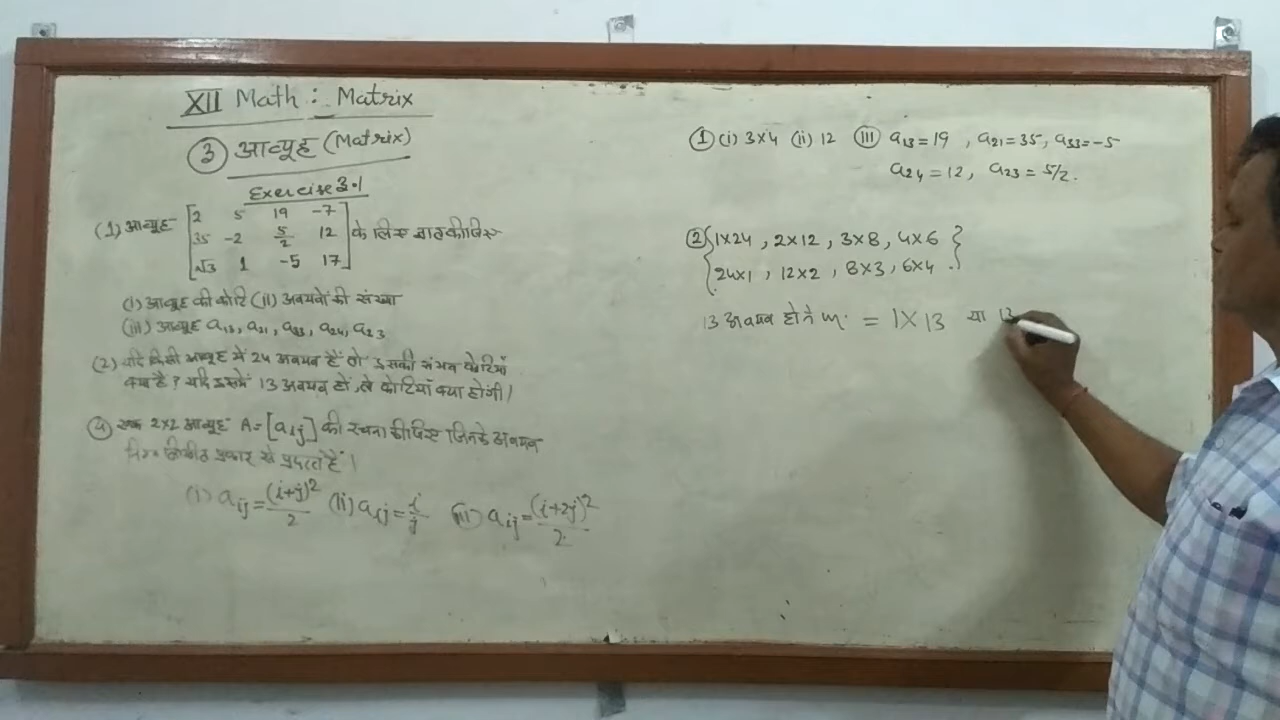 XII Math : Matrix
③ आव्यूह (Matrix)
Exercise 3.1
(1) आव्यूह [2 5 19 -7
35 -2 5/2 12 के लिए ज्ञात कीजिए
√3 1 -5 17]
(i) आव्यूह की कोटि (II) अवयवों की संख्या
(iii) आव्यूह a13, a21, a33, a24, a23
(2) यदि किसी आव्यूह में 24 अवयव हैं तो इसकी संभव कोटियाँ
क्या है? यदि इसमें 13 अवयव हों, तो कोटियाँ क्या होंगी।
④ एक 2×2 आव्यूह A=[aij] की रचना कीजिए जिनके अवयव
प्रकार से प्रदत्त हैं।
(i) aij=(i+j)²/2 (ii) aij=i/j (iii) aij=(i+2j)²/2
① (i) 3×4 (ii) 12 (iii) a13=19 , a21=35, a33=-5
a24=12, a23=5/2.
② {1×24 , 2×12 , 3×8, 4×6
24×1 , 12×2 , 8×3, 6×4 .}
13 अवयव होने = 1×13 या 13